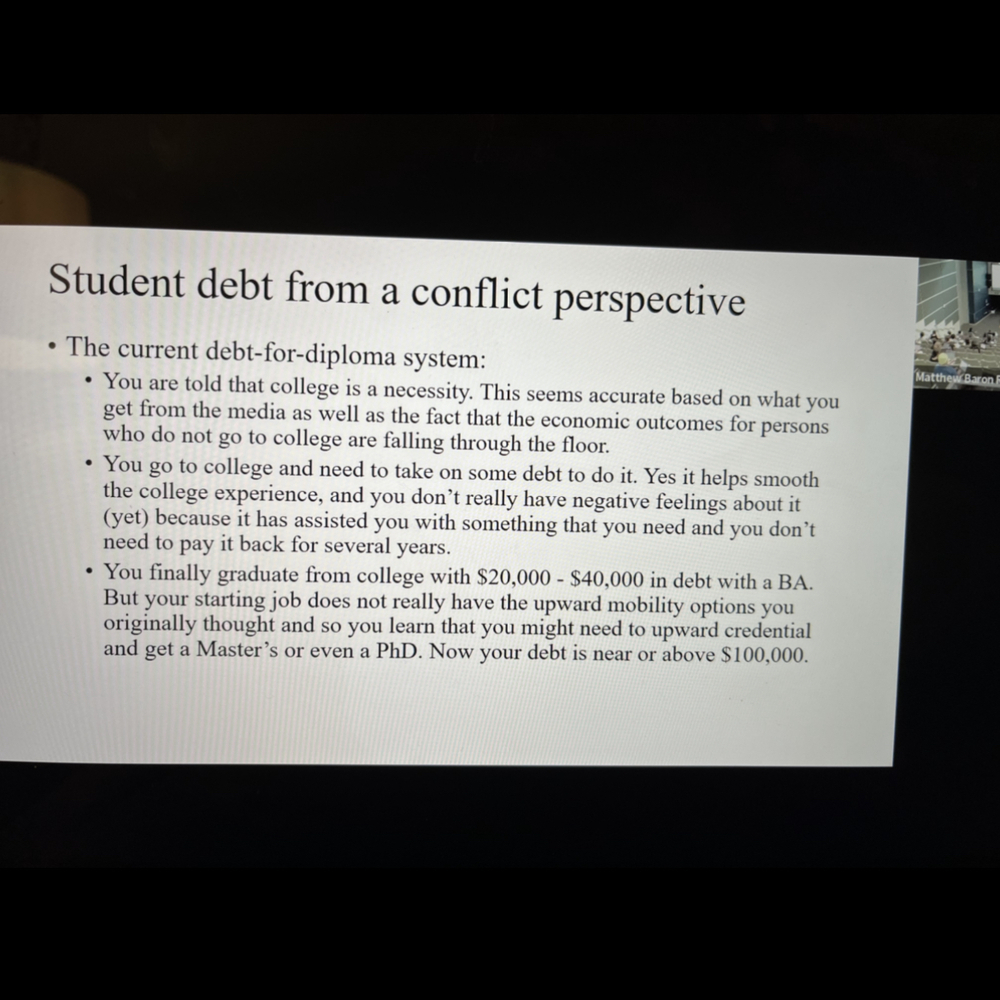 Student debt from a conflict perspective
• The current debt-for-diploma system:
• You are told that college is a necessity. This seems accurate based on what you
get from the media as well as the fact that the economic outcomes for persons
who do not go to college are falling through the floor.
• You go to college and need to take on some debt to do it. Yes it helps smooth
the college experience, and you don’t really have negative feelings about it
(yet) because it has assisted you with something that you need and you don’t
need to pay it back for several years.
• You finally graduate from college with $20,000 - $40,000 in debt with a BA.
But your starting job does not really have the upward mobility options you
originally thought and so you learn that you might need to upward credential
and get a Master’s or even a PhD. Now your debt is near or above $100,000.
Matthew Baron